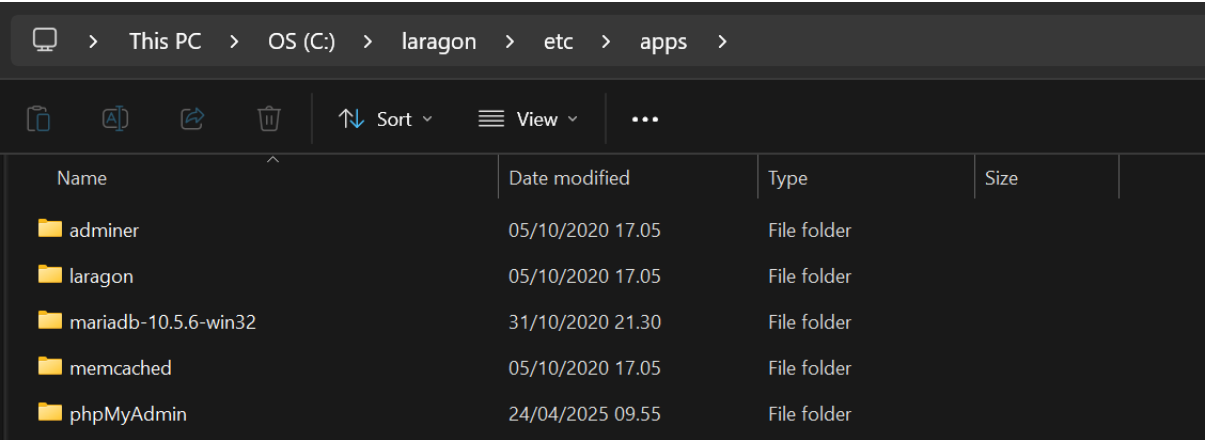 This PC > OS (C:) > laragon > etc > apps >
Sort View
Name Date modified Type Size
adminer 05/10/2020 17.05 File folder
laragon 05/10/2020 17.05 File folder
mariadb-10.5.6-win32 31/10/2020 21.30 File folder
memcached 05/10/2020 17.05 File folder
phpMyAdmin 24/04/2025 09.55 File folder